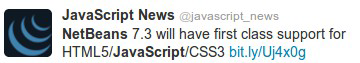 JavaScript News @javascript_news
NetBeans 7.3 will have first class support for
HTML5/JavaScript/CSS3 bit.ly/Uj4x0g